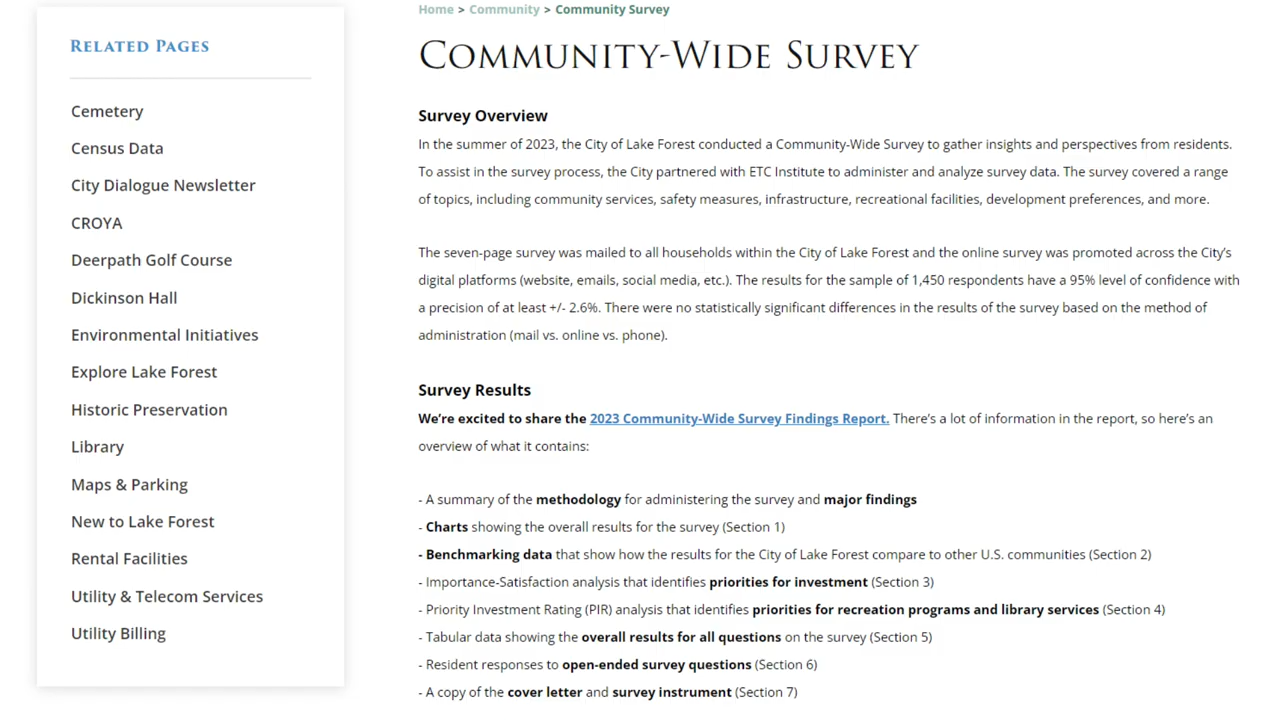 RELATED PAGES
Cemetery
Census Data
City Dialogue Newsletter
CROYA
Deerpath Golf Course
Dickinson Hall
Environmental Initiatives
Explore Lake Forest
Historic Preservation
Library
Maps & Parking
New to Lake Forest
Rental Facilities
Utility & Telecom Services
Utility Billing
Home > Community > Community Survey
COMMUNITY-WIDE SURVEY
Survey Overview
In the summer of 2023, the City of Lake Forest conducted a Community-Wide Survey to gather insights and perspectives from residents.
To assist in the survey process, the City partnered with ETC Institute to administer and analyze survey data. The survey covered a range
of topics, including community services, safety measures, infrastructure, recreational facilities, development preferences, and more.
The seven-page survey was mailed to all households within the City of Lake Forest and the online survey was promoted across the City's
digital platforms (website, emails, social media, etc.). The results for the sample of 1,450 respondents have a 95% level of confidence with
a precision of at least +/- 2.6%. There were no statistically significant differences in the results of the survey based on the method of
administration (mail vs. online vs. phone).
Survey Results
We're excited to share the 2023 Community-Wide Survey Findings Report. There's a lot of information in the report, so here's an
overview of what it contains:
- A summary of the methodology for administering the survey and major findings
- Charts showing the overall results for the survey (Section 1)
- Benchmarking data that show how the results for the City of Lake Forest compare to other U.S. communities (Section 2)
- Importance-Satisfaction analysis that identifies priorities for investment (Section 3)
- Priority Investment Rating (PIR) analysis that identifies priorities for recreation programs and library services (Section 4)
- Tabular data showing the overall results for all questions on the survey (Section 5)
- Resident responses to open-ended survey questions (Section 6)
- A copy of the cover letter and survey instrument (Section 7)